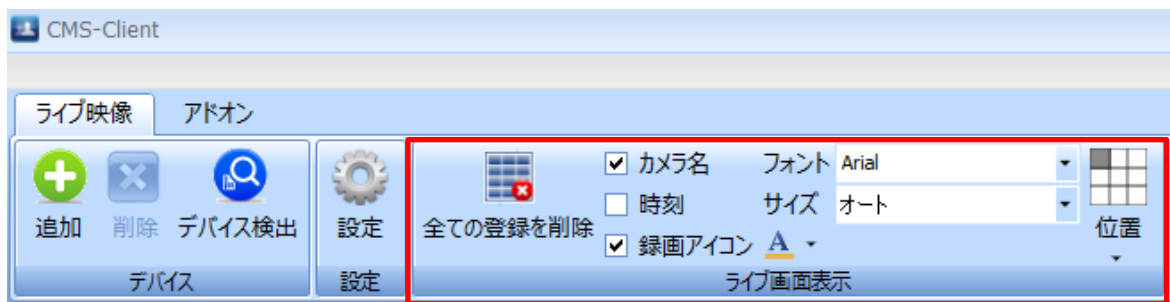 CMS-Client
ライブ映像 アドオン
追加 削除 デバイス検出
デバイス
設定
設定
全ての登録を削除
カメラ名
時刻
録画アイコン
フォント Arial
サイズ オート
A
位置
ライブ画面表示